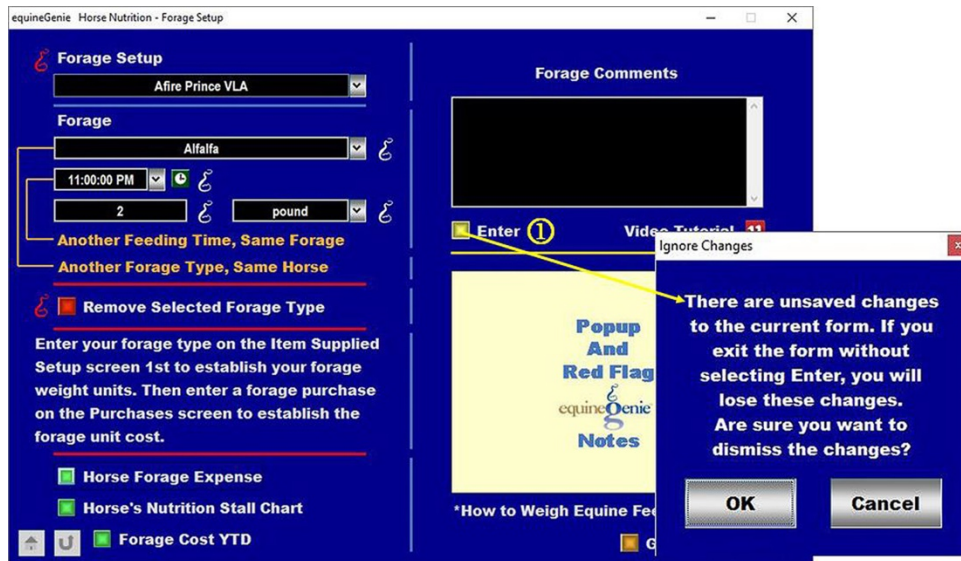 equineGenie Horse Nutrition - Forage Setup
Forage Setup
Afire Prince VLA
Forage
Alfalfa
11:00:00 PM
2 pound
Another Feeding Time, Same Forage
Another Forage Type, Same Horse
Remove Selected Forage Type
Enter your forage type on the Item Supplied
Setup screen 1st to establish your forage
weight units. Then enter a forage purchase
on the Purchases screen to establish the
forage unit cost.
Horse Forage Expense
Horse's Nutrition Stall Chart
Forage Cost YTD
Forage Comments
Enter 1 Video Tutorial 11
Popup
And
Red Flag
equineGenie
Notes
*How to Weigh Equine Fee
G
Ignore Changes
There are unsaved changes
to the current form. If you
exit the form without
selecting Enter, you will
lose these changes.
Are sure you want to
dismiss the changes?
OK Cancel